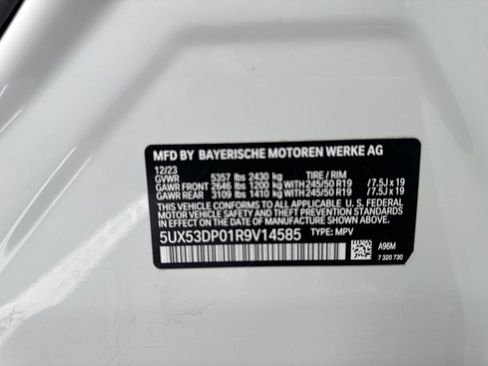 MFD BY BAYERISCHE MOTOREN WERKE AG
12/23
GVWR 5357 lbs 2430 kg TIRE / RIM
GAWR FRONT 2646 lbs 1200 kg WITH 245/50 R19 / 7.5J x 19
GAWR REAR 3109 lbs 1410 kg WITH 245/50 R19 / 7.5J x 19
THIS VEHICLE CONFORMS TO ALL APPLICABLE U.S. FEDERAL
MOTOR VEHICLE SAFETY STANDARDS IN
EFFECT ON THE DATE OF MANUFACTURE SHOWN ABOVE.
5UX53DP01R9V14585 TYPE: MPV
A96M
7 320 730